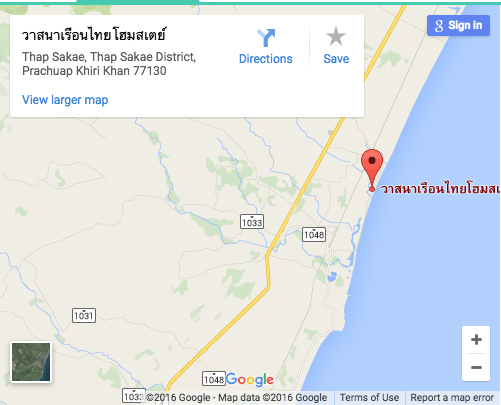 วาสนาเรือนไทยโฮมสเตย์
Thap Sakae, Thap Sakae District,
Prachuap Khiri Khan 77130
View larger map
Directions
Save
g Sign in
วาสนาเรือนไทยโฮมสเ
1033
1048
1031
1048
Google
©2016 Google - Map data ©2016 Google
Terms of Use
Report a map error